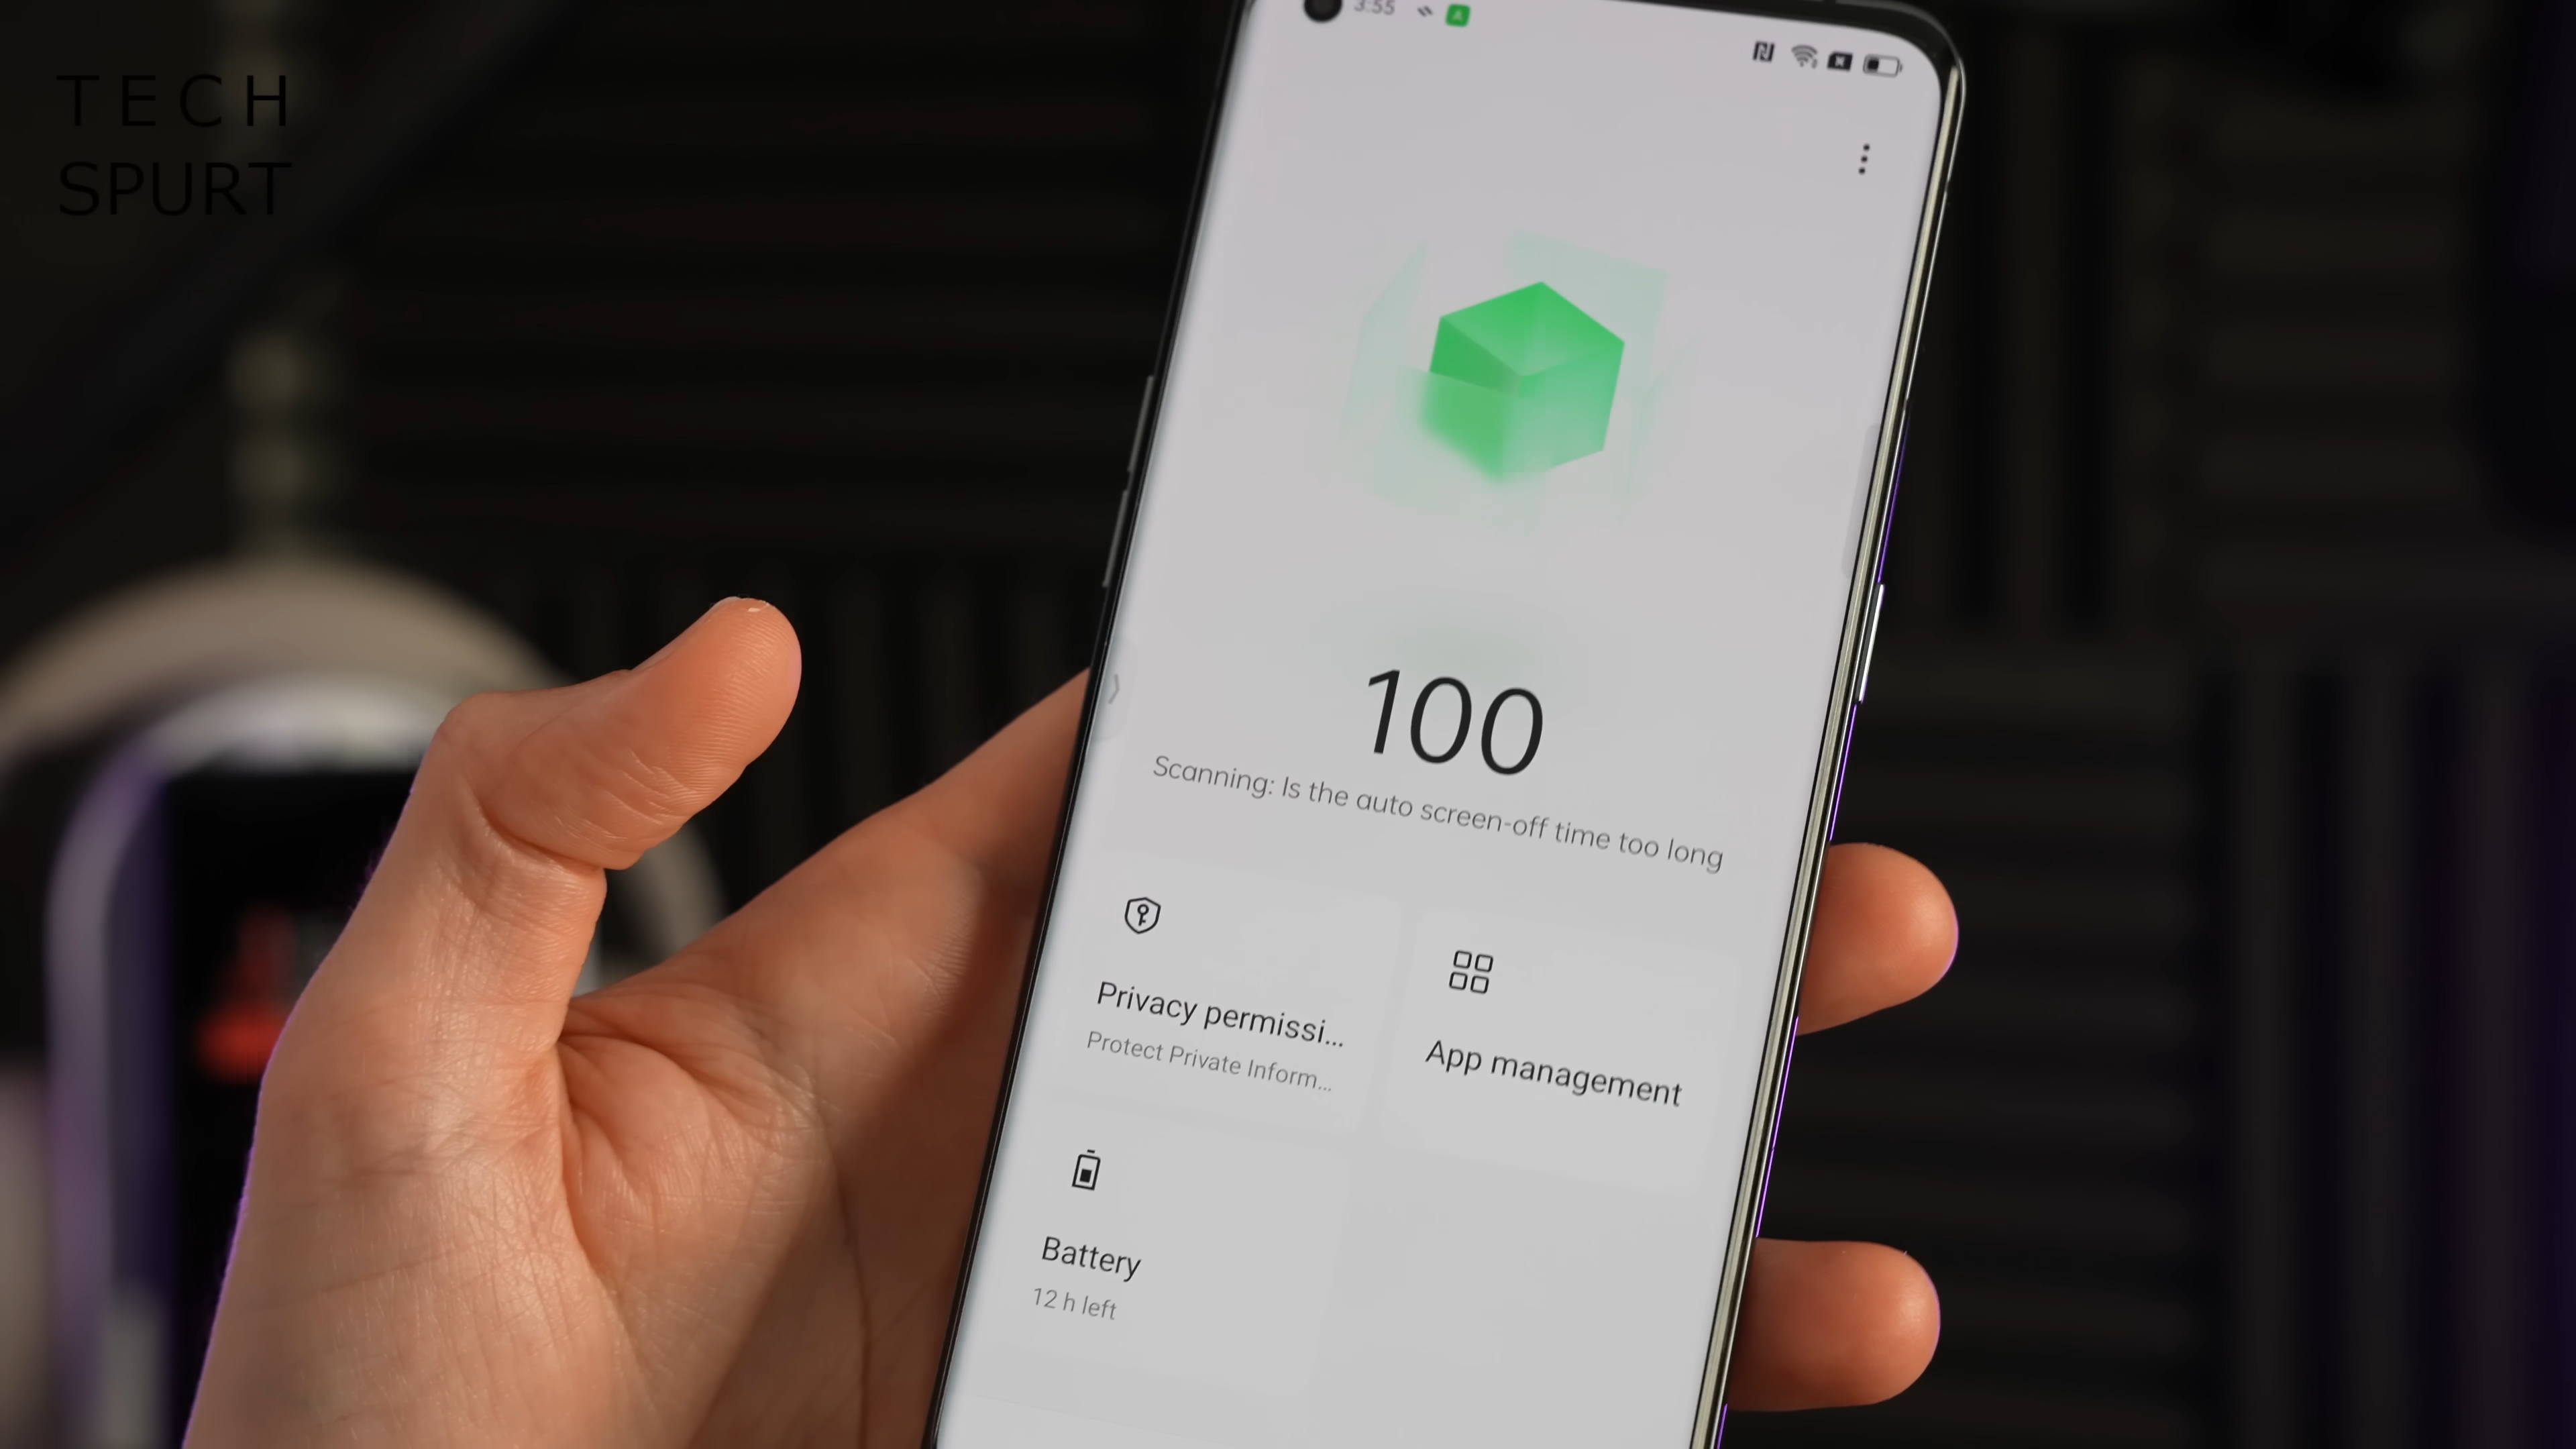 TECH
SPURT
3:55
A
100
Scanning: Is the auto screen-off time too long
Privacy permissi...
Protect Private Inform...
App management
Battery
12 h left